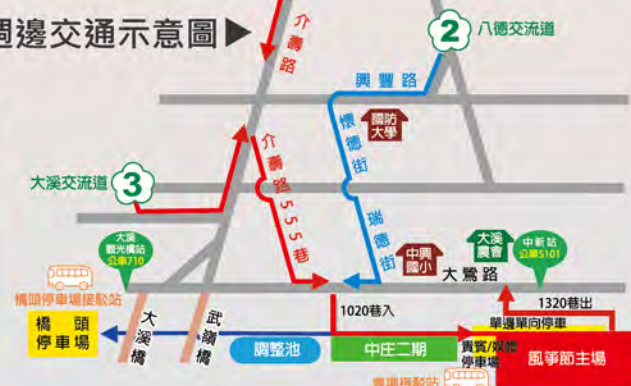 週邊交通示意圖▶
介壽路
2 八德交流道
興豐路
懷德街
國防
大學
介壽路555巷
大溪交流道 3
瑞德街
大溪
觀光橋站
公車710
中興
國小
大溪
農會
中新站
公車5101
大鶯路
橋頭停車場接駁站
1020巷入
1320巷出
橋頭
停車場
大溪橋
武嶺橋
調整池
中庄二期
單邊單向停車
貴賓/媒體
停車場
風箏節主場